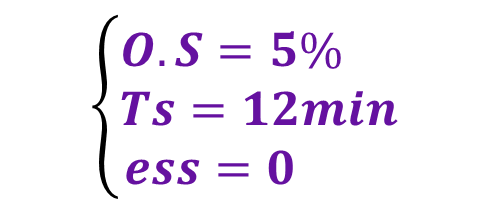 O.S = 5%
Ts = 12min
ess = 0